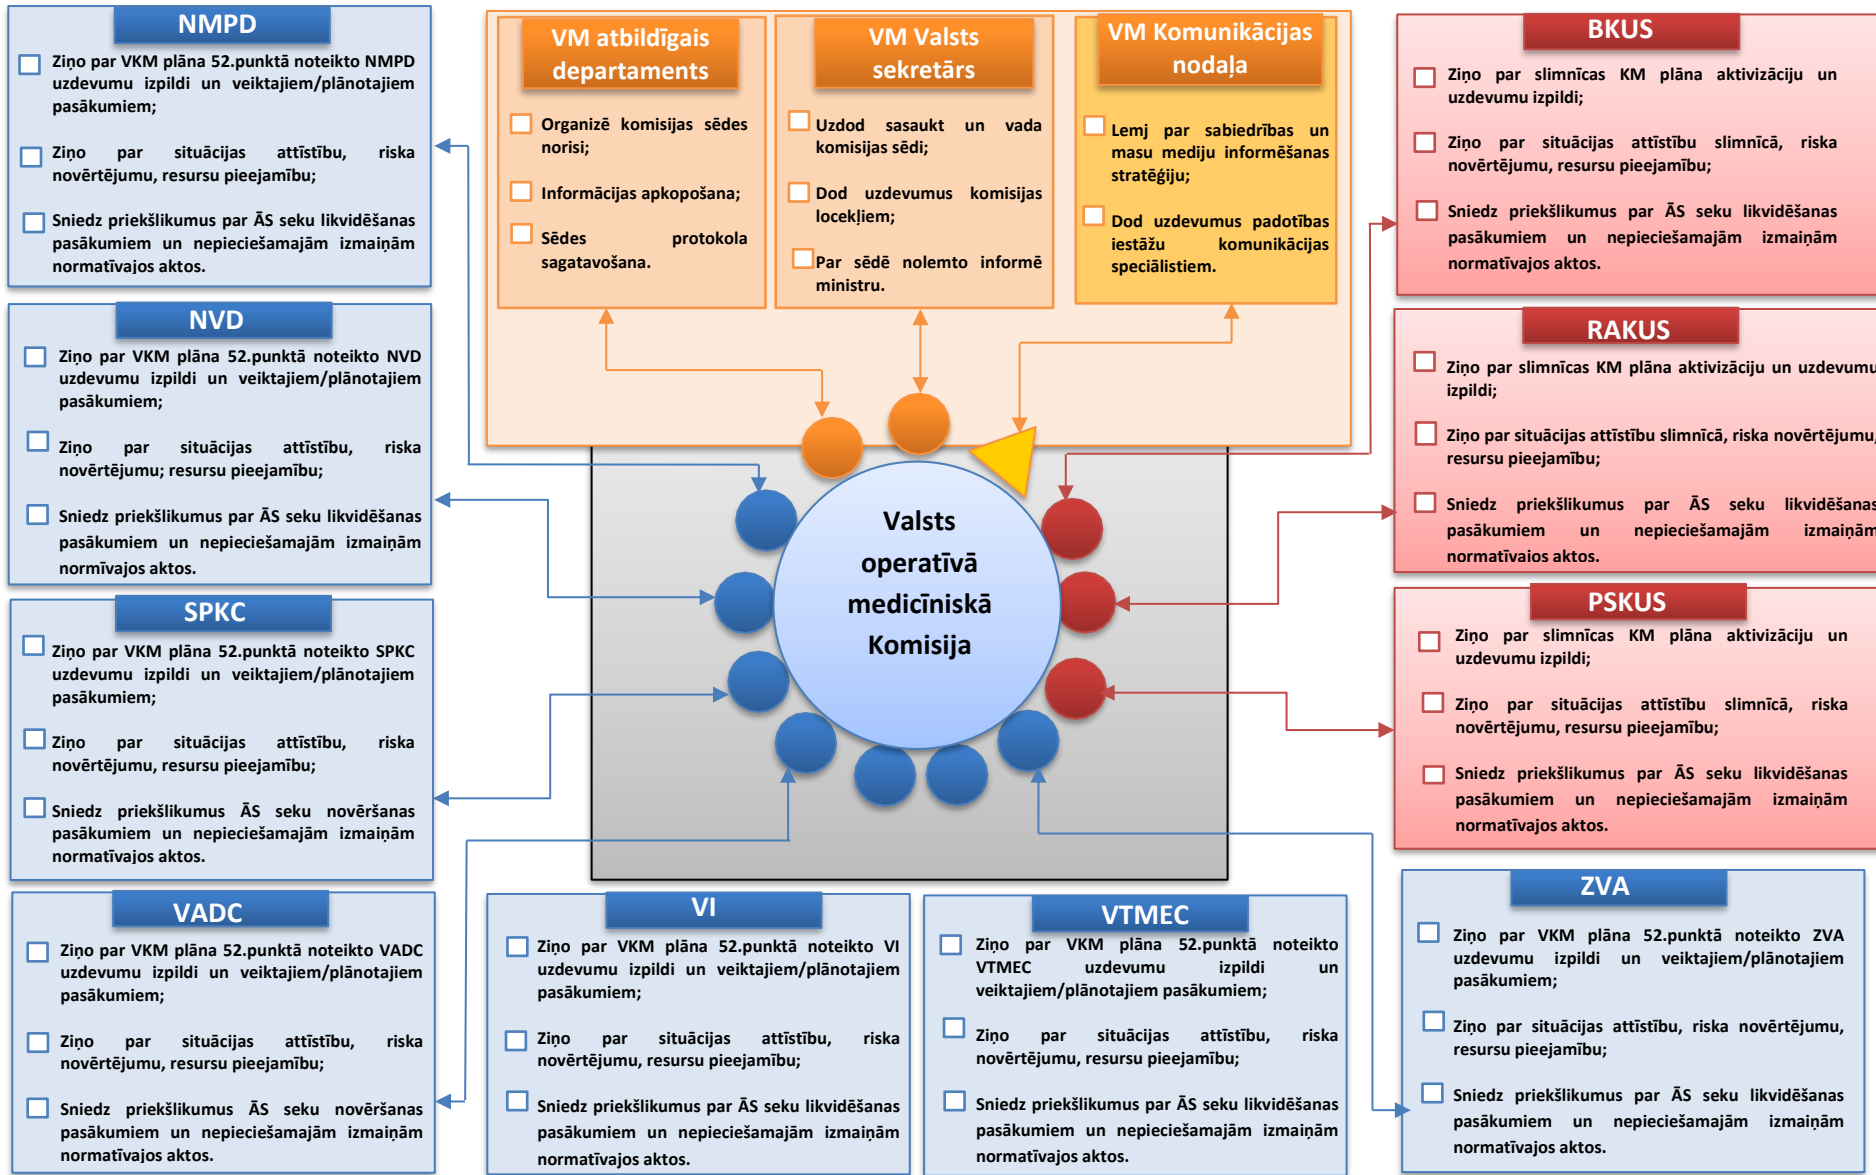 NMPD
Ziņo par VKM plāna 52.punktā noteikto NMPD
uzdevumu izpildi un veiktajiem/plānotajiem
pasākumiem;
Ziņo par situācijas attīstību, riska
novērtējumu, resursu pieejamību;
Sniedz priekšlikumus par ĀS seku likvidēšanas
pasākumiem un nepieciešamajām izmaiņām
normatīvajos aktos.
NVD
Ziņo par VKM plāna 52.punktā noteikto NVD
uzdevumu izpildi un veiktajiem/plānotajiem
pasākumiem;
Ziņo par situācijas attīstību, riska
novērtējumu; resursu pieejamību;
Sniedz priekšlikumus par ĀS seku likvidēšanas
pasākumiem un nepieciešamajām izmaiņām
normīvajos aktos.
SPKC
Ziņo par VKM plāna 52.punktā noteikto SPKC
uzdevumu izpildi un veiktajiem/plānotajiem
pasākumiem;
Ziņo par situācijas attīstību, riska
novērtējumu, resursu pieejamību;
Sniedz priekšlikumus ĀS seku novēršanas
pasākumiem un nepieciešamajām izmaiņām
normatīvajos aktos.
VADC
Ziņo par VKM plāna 52.punktā noteikto VADC
uzdevumu izpildi un veiktajiem/plānotajiem
pasākumiem;
Ziņo par situācijas attīstību, riska
novērtējumu, resursu pieejamību;
Sniedz priekšlikumus ĀS seku novēršanas
pasākumiem un nepieciešamajām izmaiņām
normatīvajos aktos.
VM atbildīgais
departaments
Organizē komisijas sēdes
norisi;
Informācijas apkopošana;
Sēdes protokola
sagatavošana.
VM Valsts
sekretārs
Uzdod sasaukt un vada
komisijas sēdi;
Dod uzdevumus komisijas
locekļiem;
Par sēdē nolemto informē
ministru.
VM Komunikācijas
nodaļa
Lemj par sabiedrības un
masu mediju informēšanas
stratēģiju;
Dod uzdevumus padotības
iestāžu komunikācijas
speciālistiem.
Valsts
operatīvā
medicīniskā
Komisija
VI
Ziņo par VKM plāna 52.punktā noteikto VI
uzdevumu izpildi un veiktajiem/plānotajiem
pasākumiem;
Ziņo par situācijas attīstību, riska
novērtējumu, resursu pieejamību;
Sniedz priekšlikumus par ĀS seku likvidēšanas
pasākumiem un nepieciešamajām izmaiņām
normatīvajos aktos.
VTMEC
Ziņo par VKM plāna 52.punktā noteikto
VTMEC uzdevumu izpildi un
veiktajiem/plānotajiem pasākumiem;
Ziņo par situācijas attīstību, riska
novērtējumu, resursu pieejamību;
Sniedz priekšlikumus par ĀS seku likvidēšanas
pasākumiem un nepieciešamajām izmaiņām
normatīvajos aktos.
BKUS
Ziņo par slimnīcas KM plāna aktivizāciju un
uzdevumu izpildi;
Ziņo par situācijas attīstību slimnīcā, riska
novērtējumu, resursu pieejamību;
Sniedz priekšlikumus par ĀS seku likvidēšanas
pasākumiem un nepieciešamajām izmaiņām
normatīvajos aktos.
RAKUS
Ziņo par slimnīcas KM plāna aktivizāciju un uzdevumu
izpildi;
Ziņo par situācijas attīstību slimnīcā, riska novērtējumu,
resursu pieejamību;
Sniedz priekšlikumus par ĀS seku likvidēšanas
pasākumiem un nepieciešamajām izmaiņām
normatīvajos aktos.
PSKUS
Ziņo par slimnīcas KM plāna aktivizāciju un
uzdevumu izpildi;
Ziņo par situācijas attīstību slimnīcā, riska
novērtējumu, resursu pieejamību;
Sniedz priekšlikumus par ĀS seku likvidēšanas
pasākumiem un nepieciešamajām izmaiņām
normatīvajos aktos.
ZVA
Ziņo par VKM plāna 52.punktā noteikto ZVA
uzdevumu izpildi un veiktajiem/plānotajiem
pasākumiem;
Ziņo par situācijas attīstību, riska novērtējumu,
resursu pieejamību;
Sniedz priekšlikumus par ĀS seku likvidēšanas
pasākumiem un nepieciešamajām izmaiņām
normatīvajos aktos.